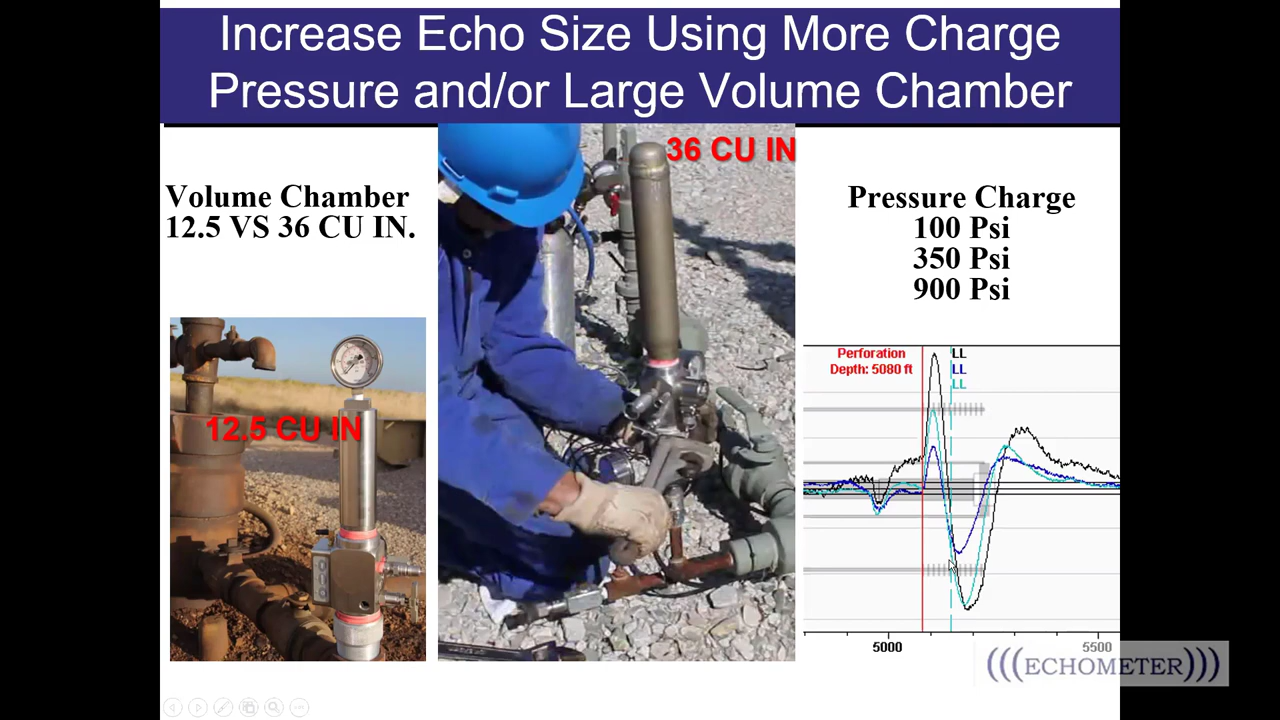 Increase Echo Size Using More Charge
Pressure and/or Large Volume Chamber
Volume Chamber
12.5 VS 36 CU IN.
36 CU IN
12.5 CU IN
Pressure Charge
100 Psi
350 Psi
900 Psi
Perforation
Depth: 5080 ft
LL
LL
LL
5000
5500
(((ECHOMETER)))